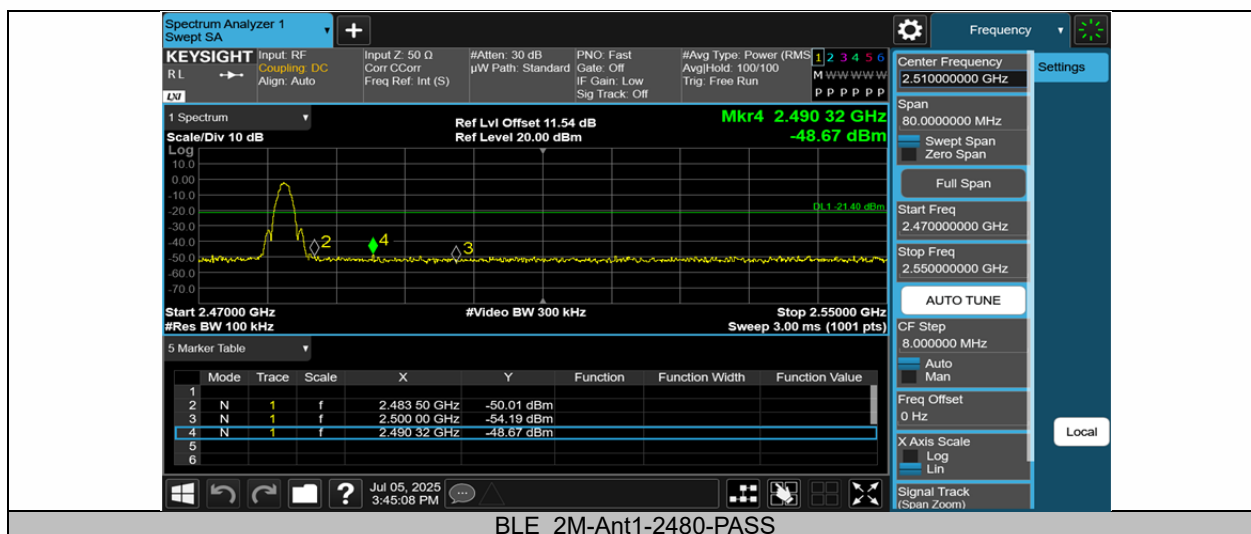 Spectrum Analyzer 1
Swept SA
Frequency
KEYSIGHT
RL
LXI
Input: RF
Coupling: DC
Align: Auto
Input Z: 50 Ω
Corr CCorr
Freq Ref: Int (S)
#Atten: 30 dB
µW Path: Standard
PNO: Fast
Gate: Off
IF Gain: Low
Sig Track: Off
#Avg Type: Power (RMS
Avg|Hold: 100/100
Trig: Free Run
1 2 3 4 5 6
M W W W W W
P P P P P P
1 Spectrum
Scale/Div 10 dB
Ref Lvl Offset 11.54 dB
Ref Level 20.00 dBm
Mkr4 2.490 32 GHz
-48.67 dBm
Log
10.0
0.00
-10.0
-20.0
-30.0
-40.0
-50.0
-60.0
-70.0
DL1 -21.40 dBm
2
4
3
Start 2.47000 GHz
#Res BW 100 kHz
#Video BW 300 kHz
Stop 2.55000 GHz
Sweep 3.00 ms (1001 pts)
5 Marker Table
Mode Trace Scale X Y Function Function Width Function Value
1
2 N 1 f 2.483 50 GHz -50.01 dBm
3 N 1 f 2.500 00 GHz -54.19 dBm
4 N 1 f 2.490 32 GHz -48.67 dBm
5
6
Jul 05, 2025
3:45:08 PM
Center Frequency
2.510000000 GHz
Settings
Span
80.0000000 MHz
Swept Span
Zero Span
Full Span
Start Freq
2.470000000 GHz
Stop Freq
2.550000000 GHz
AUTO TUNE
CF Step
8.000000 MHz
Auto
Man
Freq Offset
0 Hz
X Axis Scale
Log
Lin
Signal Track
(Span Zoom)
Local
BLE_2M-Ant1-2480-PASS